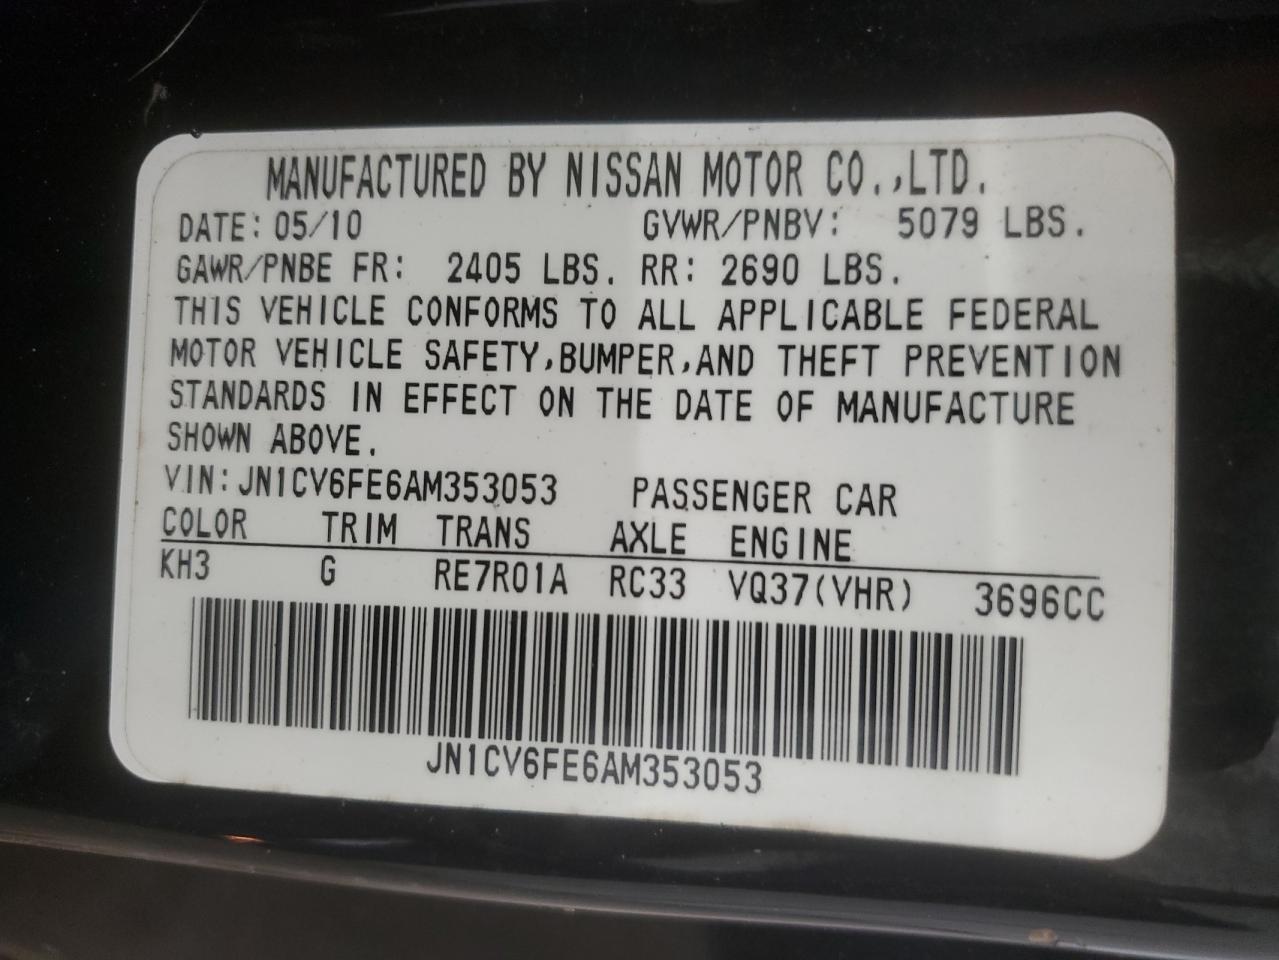 MANUFACTURED BY NISSAN MOTOR CO.,LTD.
DATE: 05/10 GVWR/PNBV: 5079 LBS.
GAWR/PNBE FR: 2405 LBS. RR: 2690 LBS.
THIS VEHICLE CONFORMS TO ALL APPLICABLE FEDERAL
MOTOR VEHICLE SAFETY,BUMPER,AND THEFT PREVENTION
STANDARDS IN EFFECT ON THE DATE OF MANUFACTURE
SHOWN ABOVE.
VIN: JN1CV6FE6AM353053 PASSENGER CAR
COLOR TRIM TRANS AXLE ENGINE
KH3 G RE7R01A RC33 VQ37(VHR) 3696CC
JN1CV6FE6AM353053